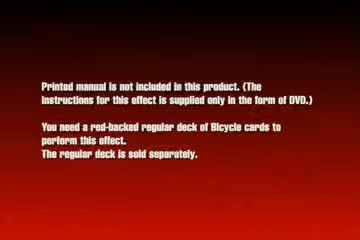 Printed manual is not included in this product. (The
instructions for this effect is supplied only in the form of DVD.)
You need a red-backed regular deck of Bicycle cards to
perform this effect.
The regular deck is sold separately.